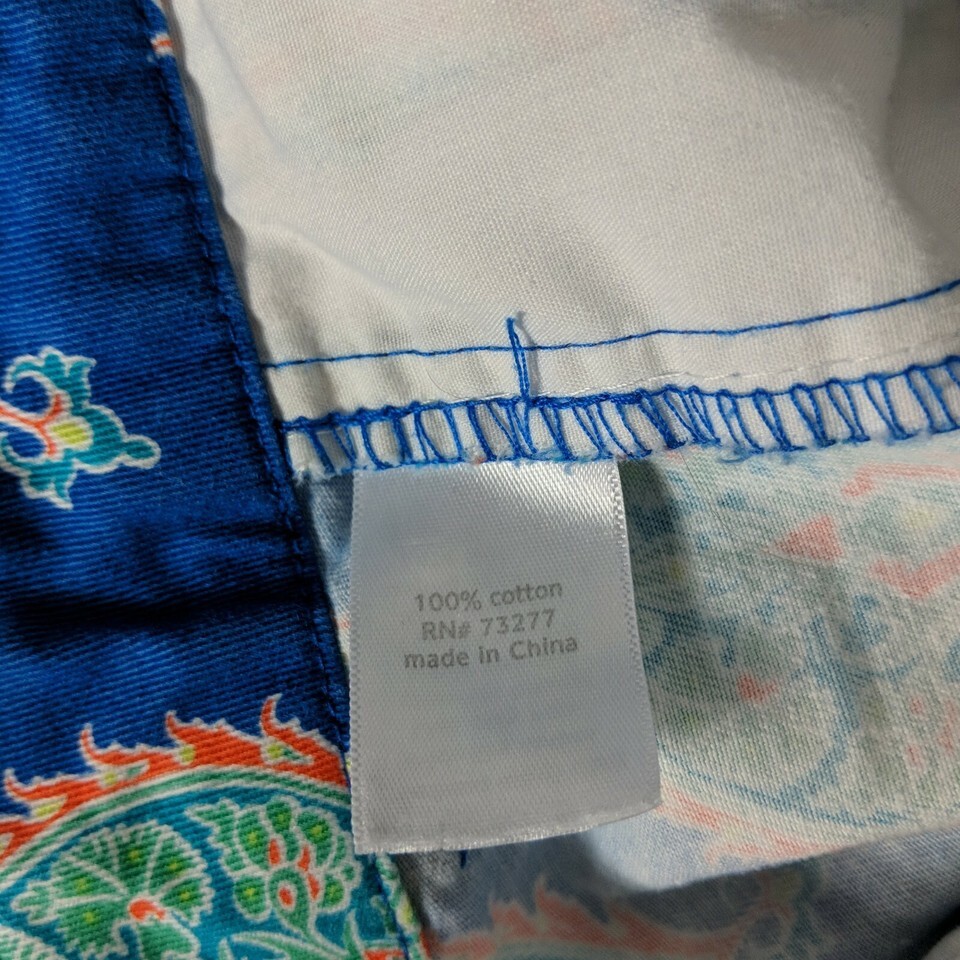 100% cotton
RN# 73277
made in China